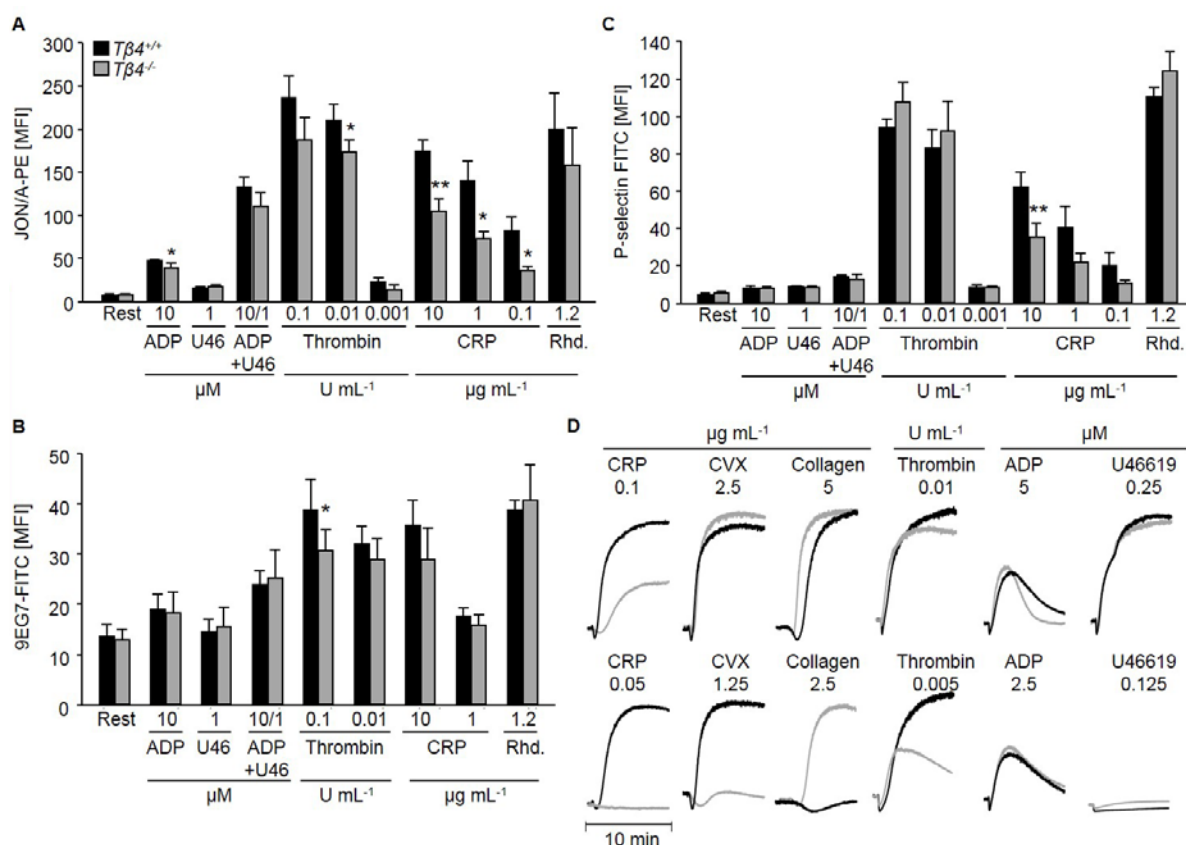 A
JON/A-PE [MFI]
300
250
200
150
100
50
0
Tβ4+/+
Tβ4-/-
*
*
**
*
*
Rest 10 1 10/1 0.1 0.01 0.001 10 1 0.1 1.2
ADP U46 ADP Thrombin CRP Rhd.
+U46
µM U mL-1 µg mL-1
C
P-selectin FITC [MFI]
140
120
100
80
60
40
20
0
**
Rest 10 1 10/1 0.1 0.01 0.001 10 1 0.1 1.2
ADP U46 ADP Thrombin CRP Rhd.
+U46
µM U mL-1 µg mL-1
B
9EG7-FITC [MFI]
50
40
30
20
10
0
*
Rest 10 1 10/1 0.1 0.01 10 1 1.2
ADP U46 ADP Thrombin CRP Rhd.
+U46
µM U mL-1 µg mL-1
D
µg mL-1 U mL-1 µM
CRP CVX Collagen Thrombin ADP U46619
0.1 2.5 5 0.01 5 0.25
CRP CVX Collagen Thrombin ADP U46619
0.05 1.25 2.5 0.005 2.5 0.125
10 min